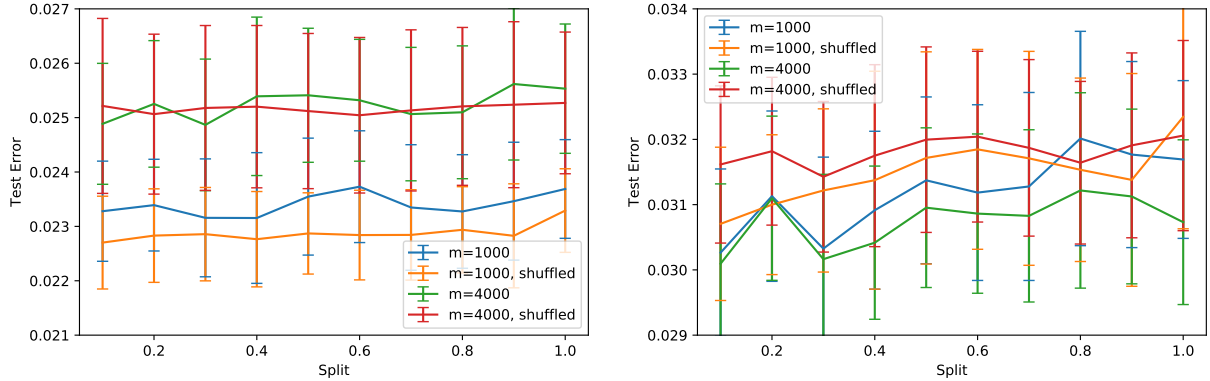 0.027
0.026
0.025
0.024
0.023
0.022
0.021
Test Error
m=1000
m=1000, shuffled
m=4000
m=4000, shuffled
0.2
0.4
0.6
0.8
1.0
Split
0.034
0.033
0.032
0.031
0.030
0.029
Test Error
m=1000
m=1000, shuffled
m=4000
m=4000, shuffled
0.2
0.4
0.6
0.8
1.0
Split